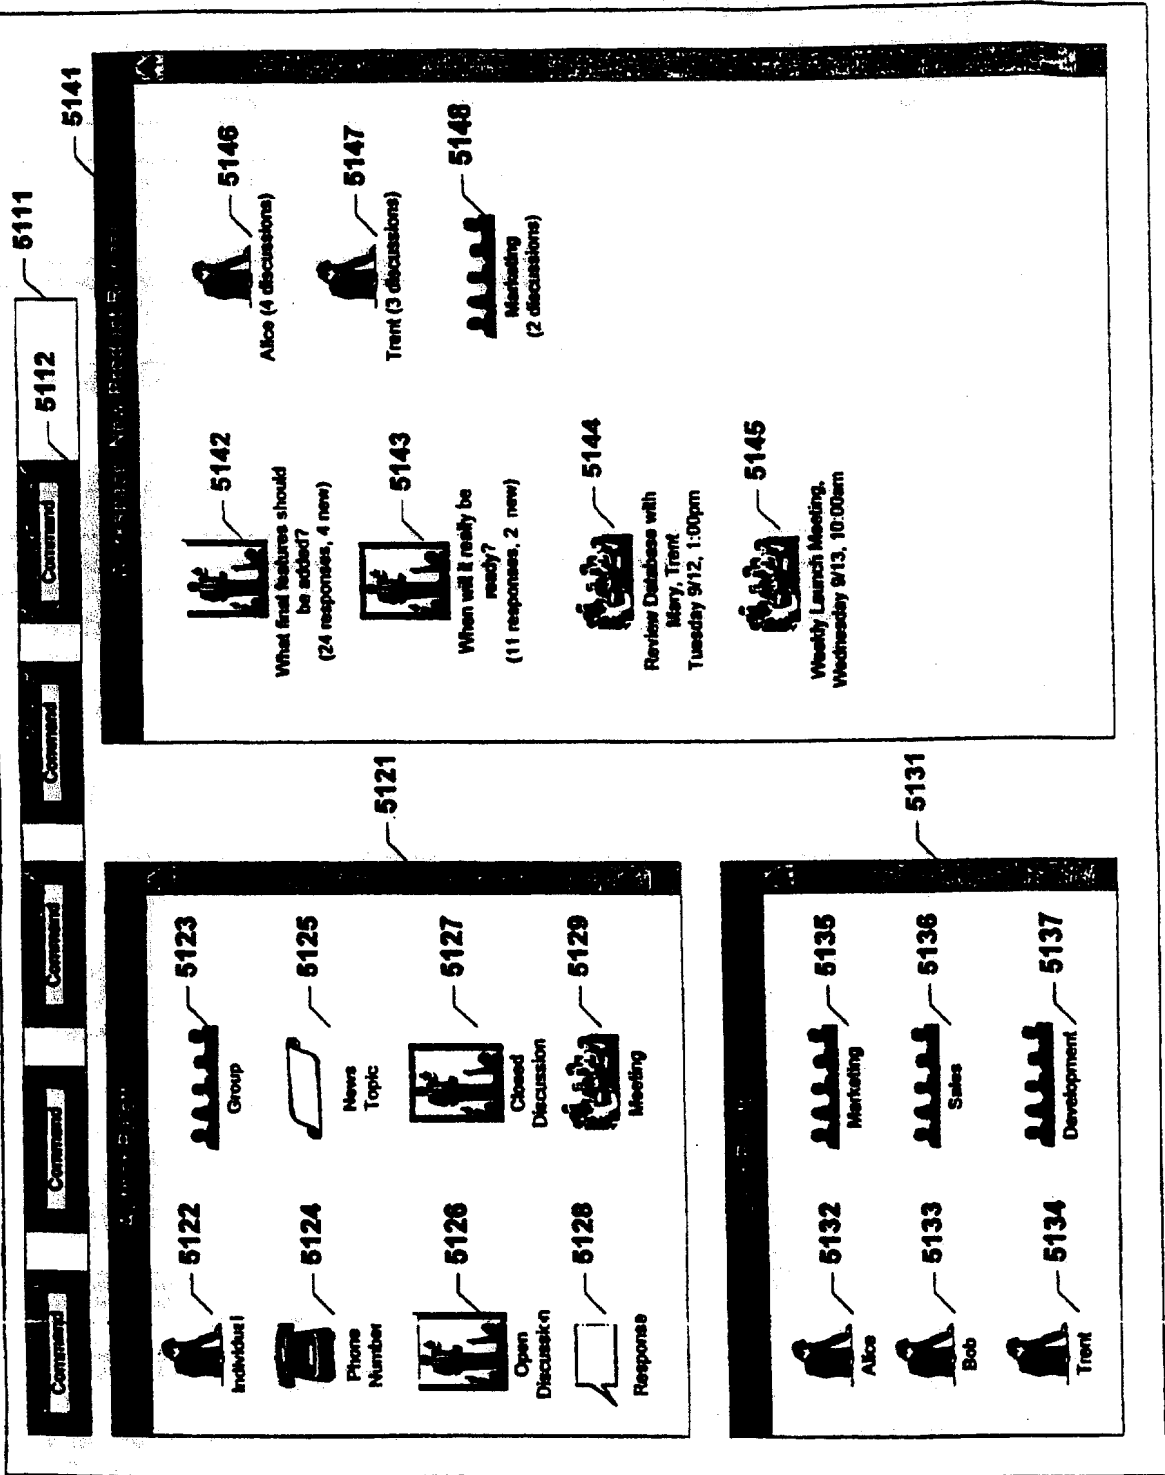 5111
Command
Command
Command
Command
Command
5112
5121
5122
Individual
5123
Group
5124
Phone
Number
5125
News
Topic
5126
Open
Discussion
5127
Closed
Discussion
5128
Response
5129
Meeting
5131
5132
Alice
5135
Marketing
5133
Bob
5136
Sales
5134
Trent
5137
Development
5141
5142
What final features should
be added?
(24 responses, 4 new)
5146
Alice (4 discussions)
5143
When will it really be
ready?
(11 reponses, 2 new)
5147
Trent (3 discussions)
5148
Marketing
(2 discussions)
5144
Review Database with
Mary, Trent
Tuesday 9/12, 1:00pm
5145
Weekly Launch Meeting,
Wednesday 9/13, 10:00am